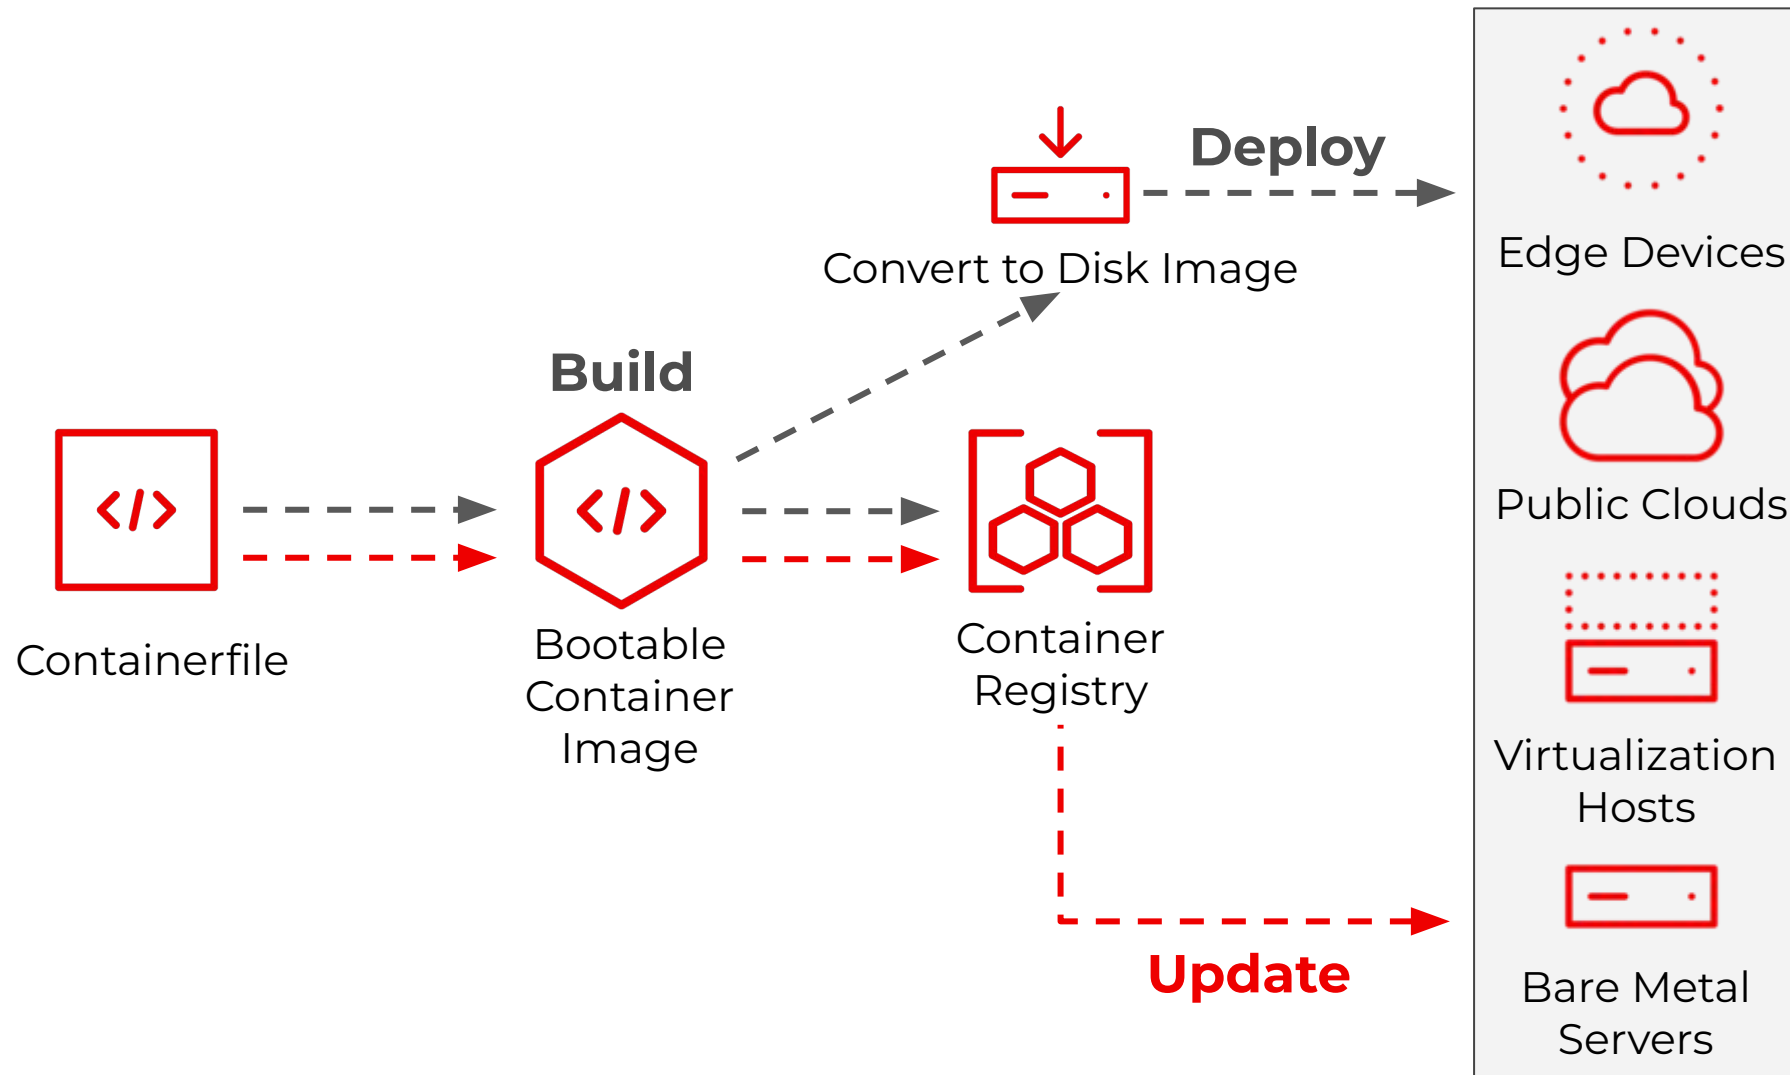 Deploy
Convert to Disk Image
Build
</>
</>
Containerfile
Bootable
Container
Image
Container
Registry
Update
Edge Devices
Public Clouds
Virtualization
Hosts
Bare Metal
Servers